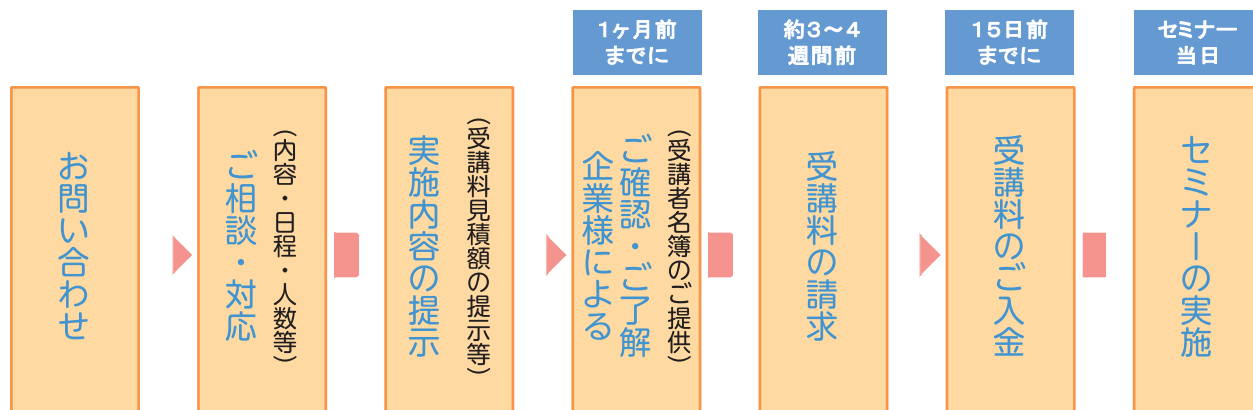 お問い合わせ
ご相談・対応
（内容・日程・人数等）
実施内容の提示
（受講料見積額の提示等）
1ヶ月前
までに
企業様による
ご確認・ご了解
（受講者名簿のご提供）
約3～4
週間前
受講料の請求
15日前
までに
受講料のご入金
セミナー
当日
セミナーの実施